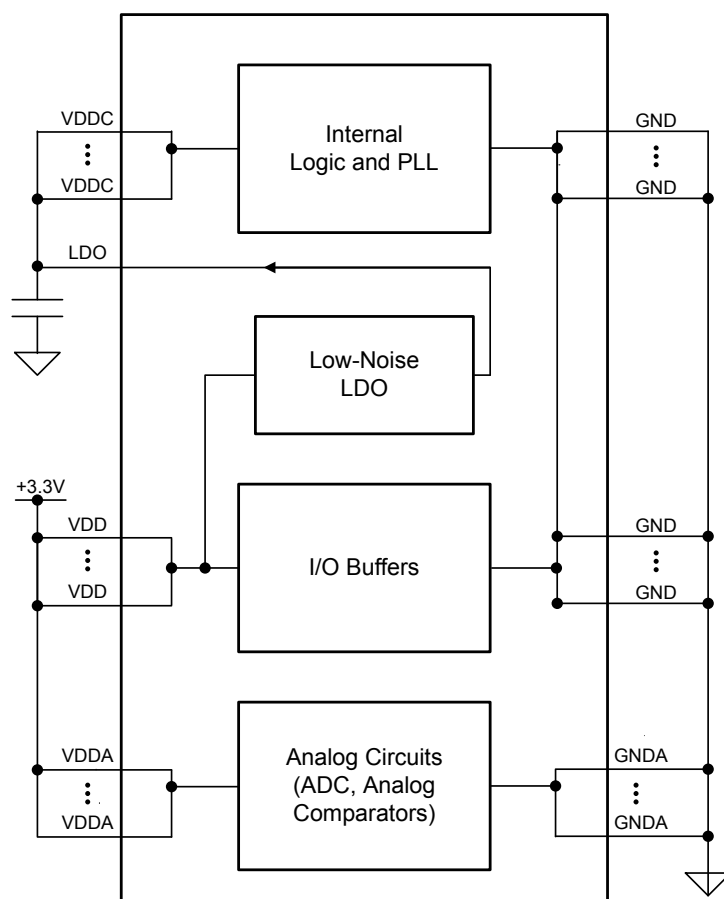 VDDC
VDDC
LDO
Internal
Logic and PLL
GND
GND
Low-Noise
LDO
+3.3V
VDD
VDD
I/O Buffers
GND
GND
VDDA
VDDA
Analog Circuits
(ADC, Analog
Comparators)
GNDA
GNDA